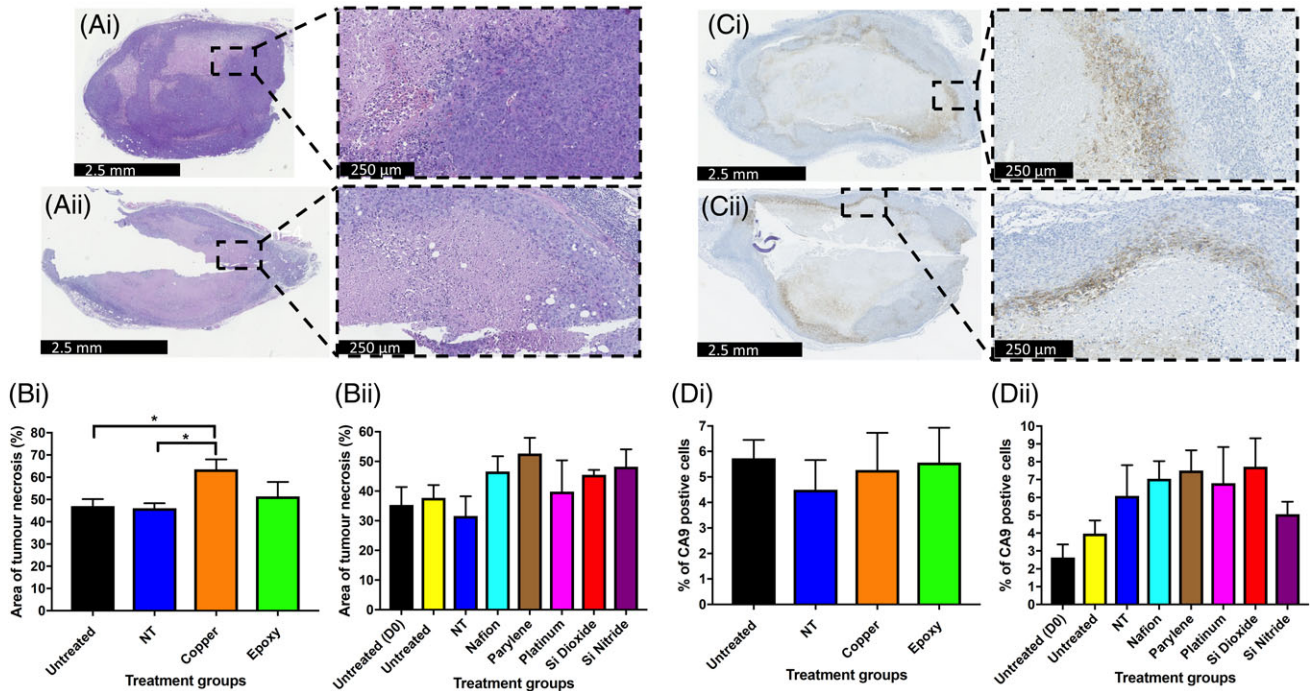 (Ai)
2.5 mm
250 µm
(Aii)
2.5 mm
250 µm
(Ci)
2.5 mm
250 µm
(Cii)
2.5 mm
250 µm
(Bi)
Area of tumour necrosis (%)
80
70
60
50
40
30
20
10
0
*
*
Untreated
NT
Copper
Epoxy
Treatment groups
(Bii)
Area of tumour necrosis (%)
60
50
40
30
20
10
0
Untreated (D0)
Untreated
NT
Nafion
Parylene
Platinum
Si Dioxide
Si Nitride
Treatment groups
(Di)
% of CA9 postive cells
7
6
5
4
3
2
1
0
Untreated
NT
Copper
Epoxy
Treatment groups
(Dii)
% of CA9 postive cells
10
9
8
7
6
5
4
3
2
1
0
Untreated (D0)
Untreated
NT
Nafion
Parylene
Platinum
Si Dioxide
Si Nitride
Treatment groups